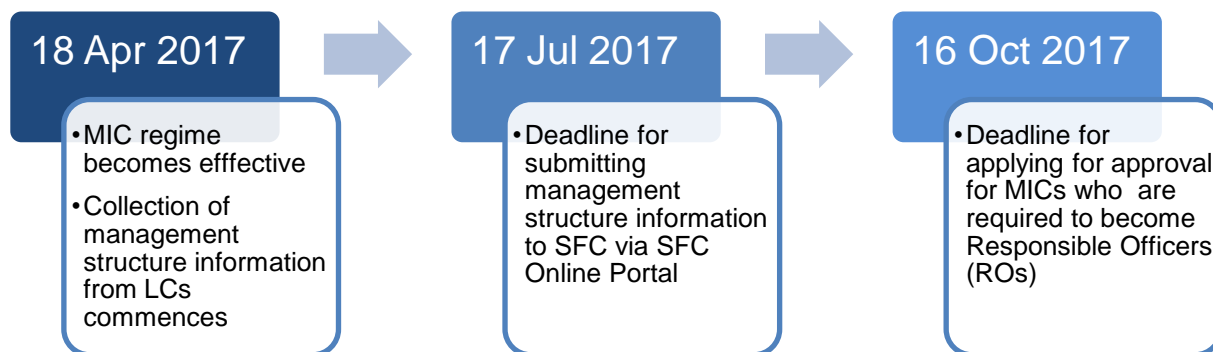 18 Apr 2017
•MIC regime
becomes efffective
•Collection of
management
structure information
from LCs
commences
17 Jul 2017
•Deadline for
submitting
management
structure information
to SFC via SFC
Online Portal
16 Oct 2017
•Deadline for
applying for approval
for MICs who are
required to become
Responsible Officers
(ROs)